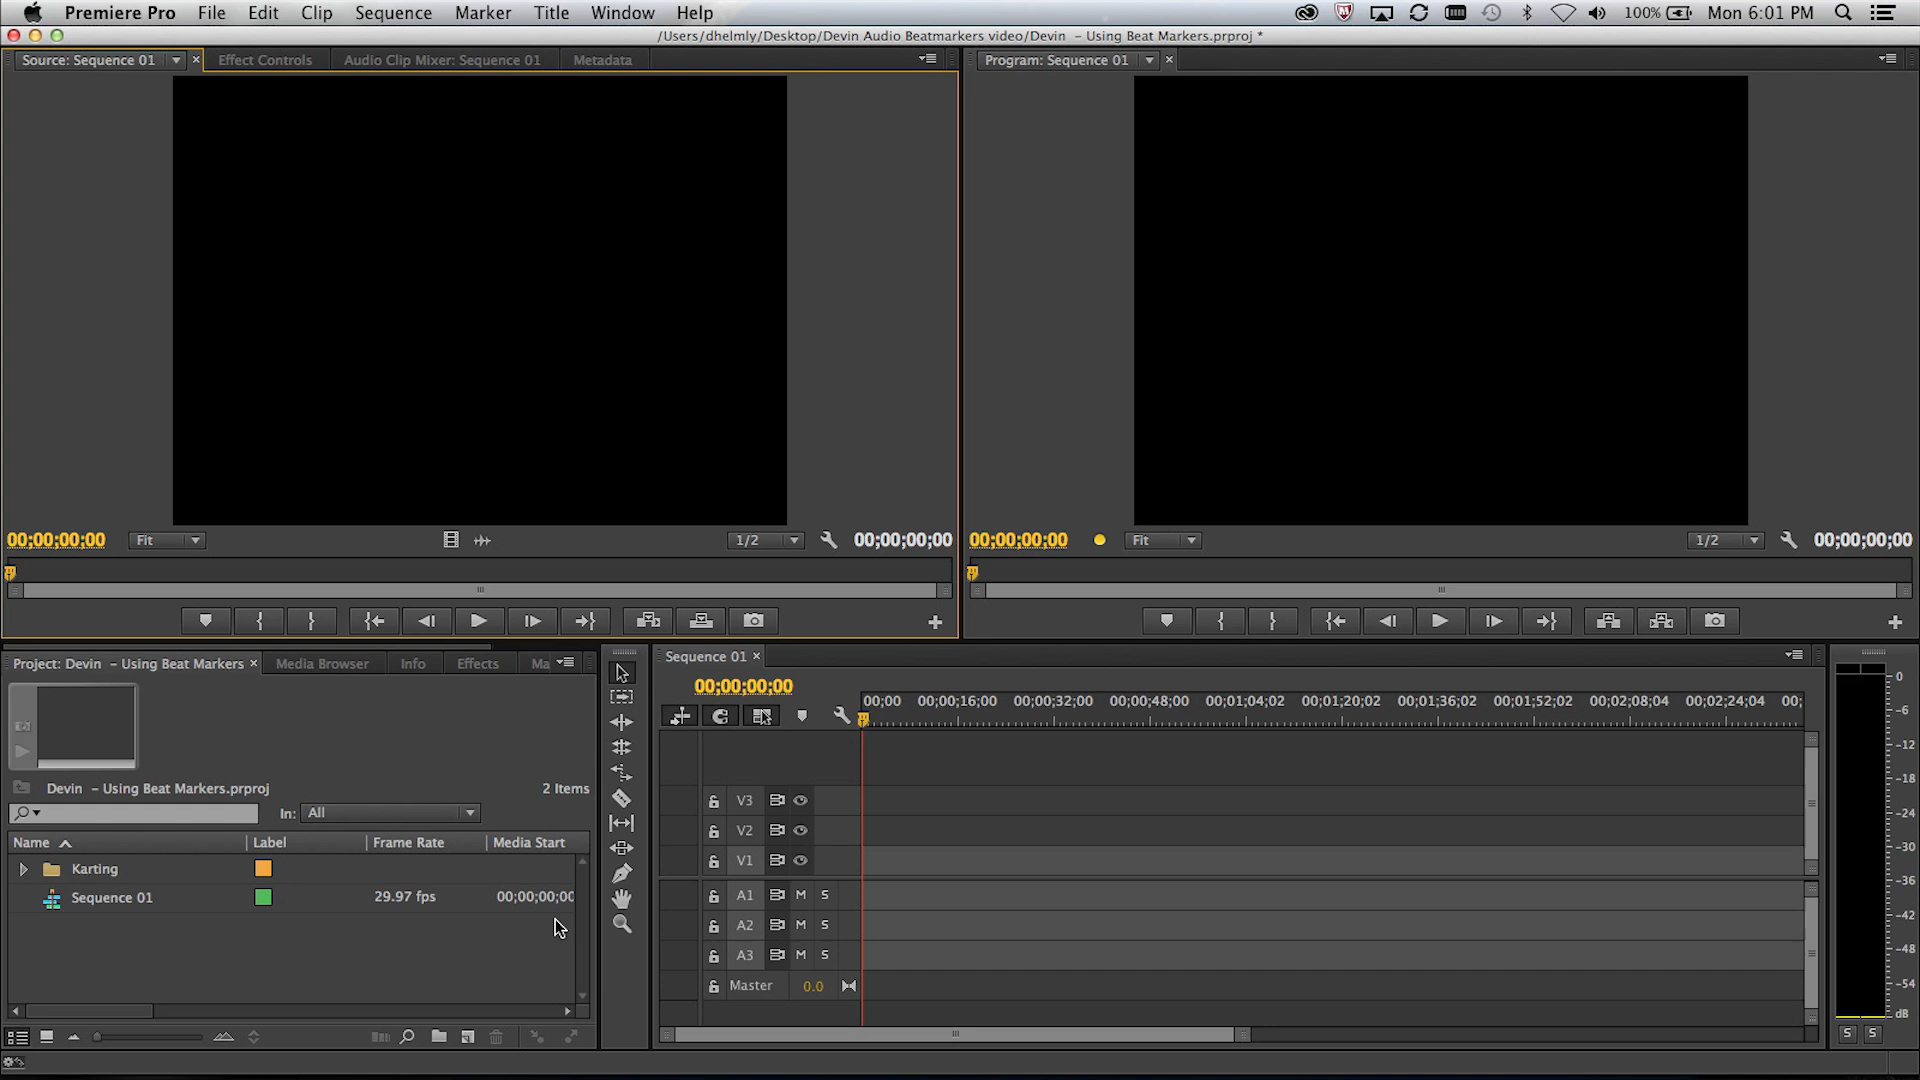 Premiere Pro File Edit Clip Sequence Marker Title Window Help 100% Mon 6:01 PM
/Users/dhelmly/Desktop/Devin Audio Beatmarkers video/Devin – Using Beat Markers.prproj *
Source: Sequence 01 Effect Controls Audio Clip Mixer: Sequence 01 Metadata
Program: Sequence 01
00;00;00;00 Fit 1/2 00;00;00;00
00;00;00;00 Fit 1/2 00;00;00;00
Project: Devin – Using Beat Markers Media Browser Info Effects Ma
Devin – Using Beat Markers.prproj 2 Items
In: All
Name Label Frame Rate Media Start
Karting
Sequence 01 29.97 fps 00;00;00;00
Sequence 01
00;00;00;00
00;00 00;00;16;00 00;00;32;00 00;00;48;00 00;01;04;02 00;01;20;02 00;01;36;02 00;01;52;02 00;02;08;04 00;02;24;04 00;
V3
V2
V1
A1 M S
A2 M S
A3 M S
Master 0.0
0
-6
-12
-18
-24
-30
-36
-42
-48
-54
dB
S S